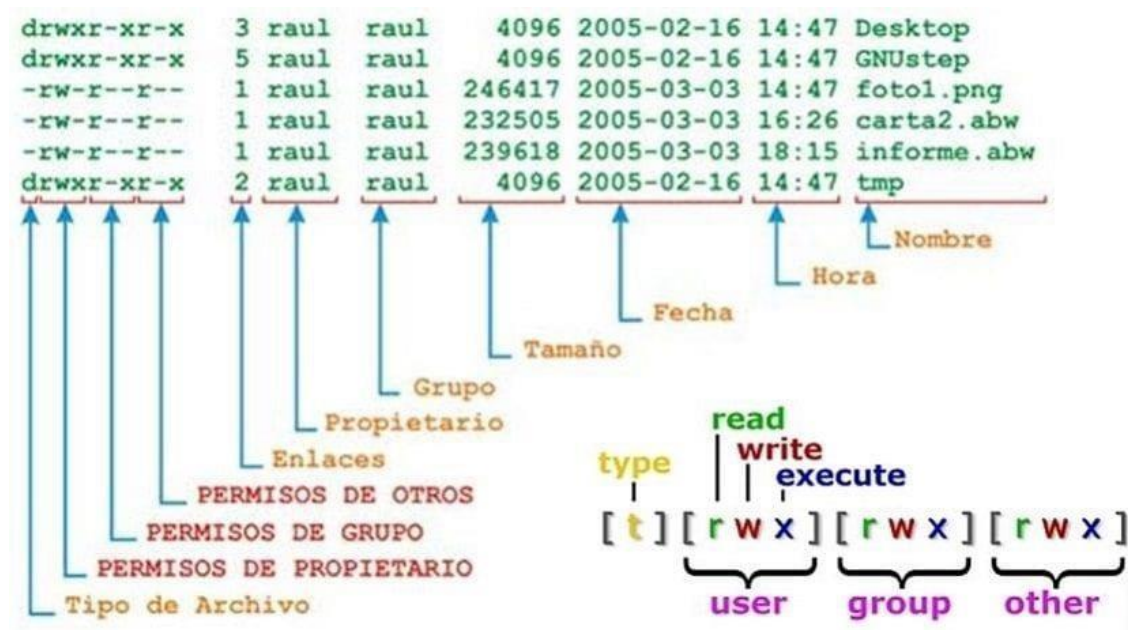 drwxr-xr-x 3 raul raul 4096 2005-02-16 14:47 Desktop
drwxr-xr-x 5 raul raul 4096 2005-02-16 14:47 GNUstep
-rw-r--r-- 1 raul raul 246417 2005-03-03 14:47 foto1.png
-rw-r--r-- 1 raul raul 232505 2005-03-03 16:26 carta2.abw
-rw-r--r-- 1 raul raul 239618 2005-03-03 18:15 informe.abw
drwxr-xr-x 2 raul raul 4096 2005-02-16 14:47 tmp
Nombre
Hora
Fecha
Tamaño
Grupo
Propietario
Enlaces
PERMISOS DE OTROS
PERMISOS DE GRUPO
PERMISOS DE PROPIETARIO
Tipo de Archivo
read
write
type
execute
[ t ] [ r w x ] [ r w x ] [ r w x ]
user group other